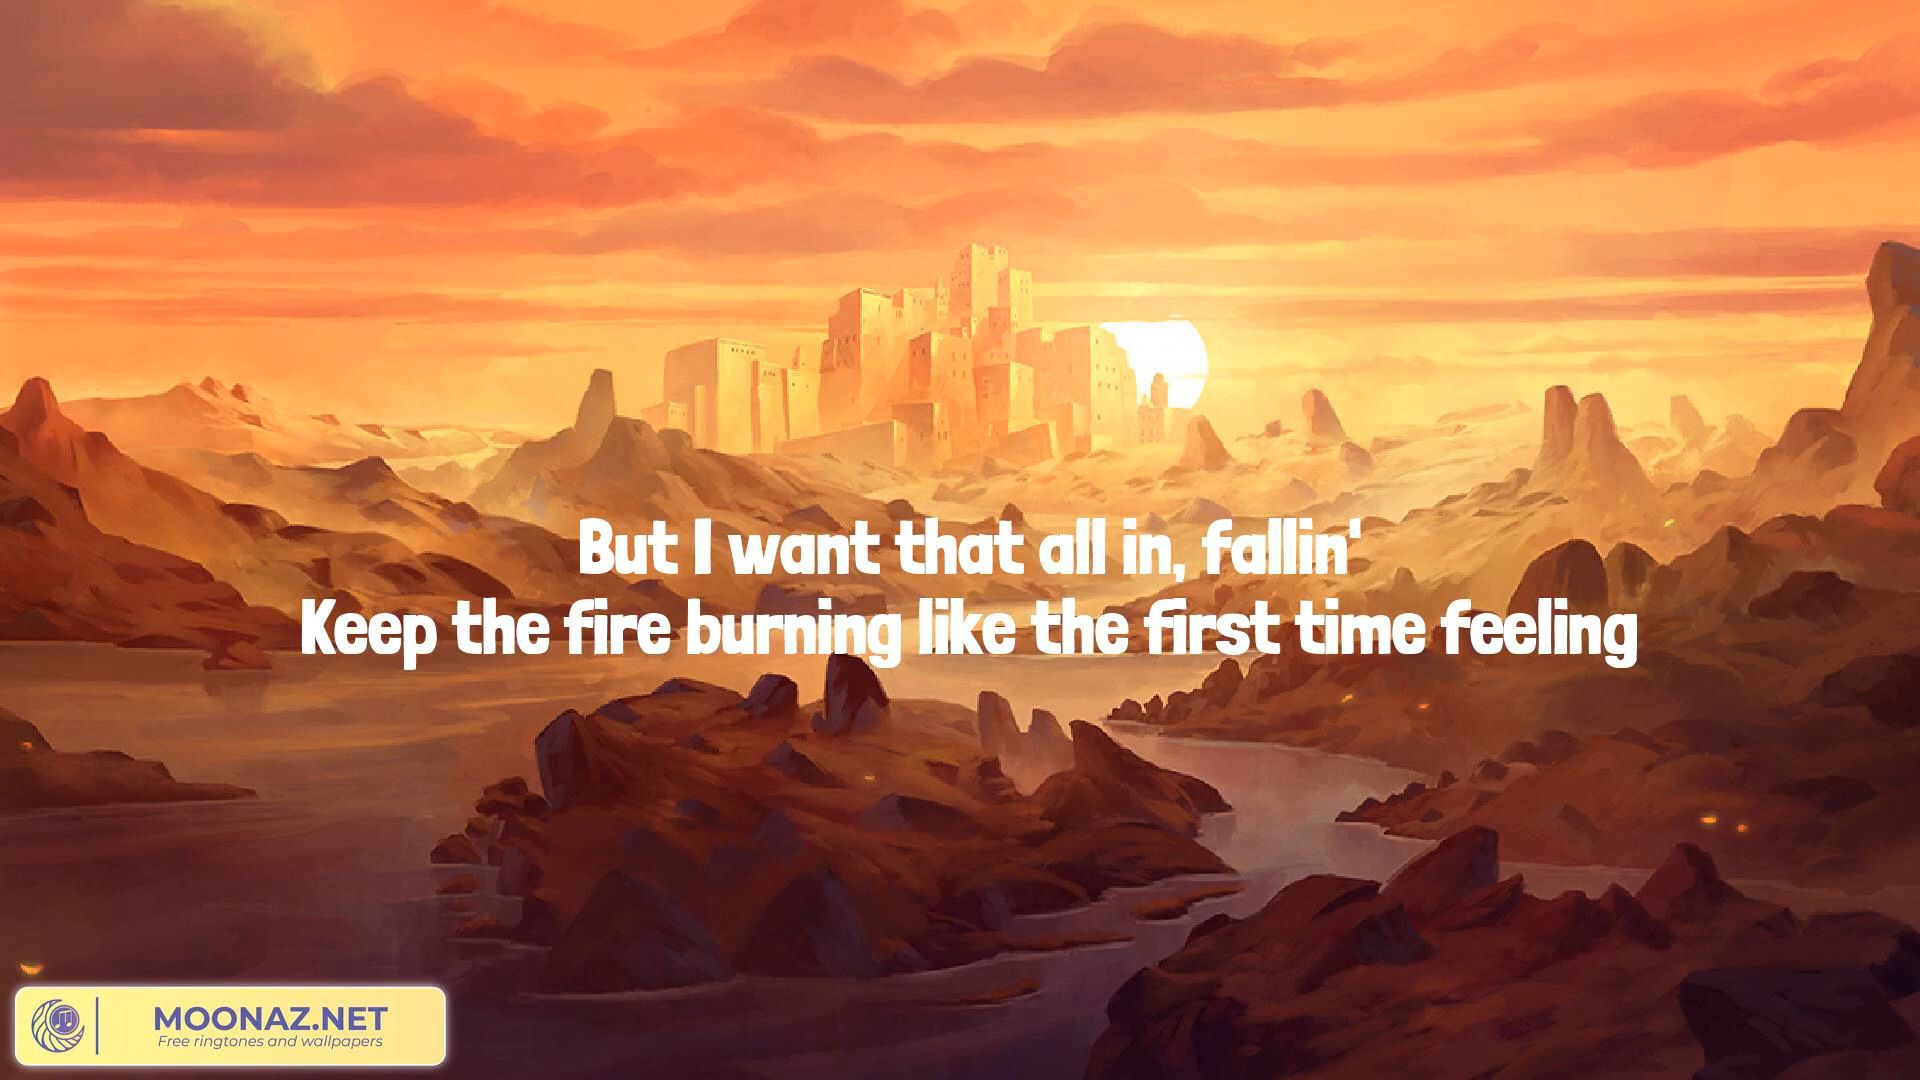 But I want that all in, fallin'
Keep the fire burning like the first time feeling
MOONAZ.NET
Free ringtones and wallpapers